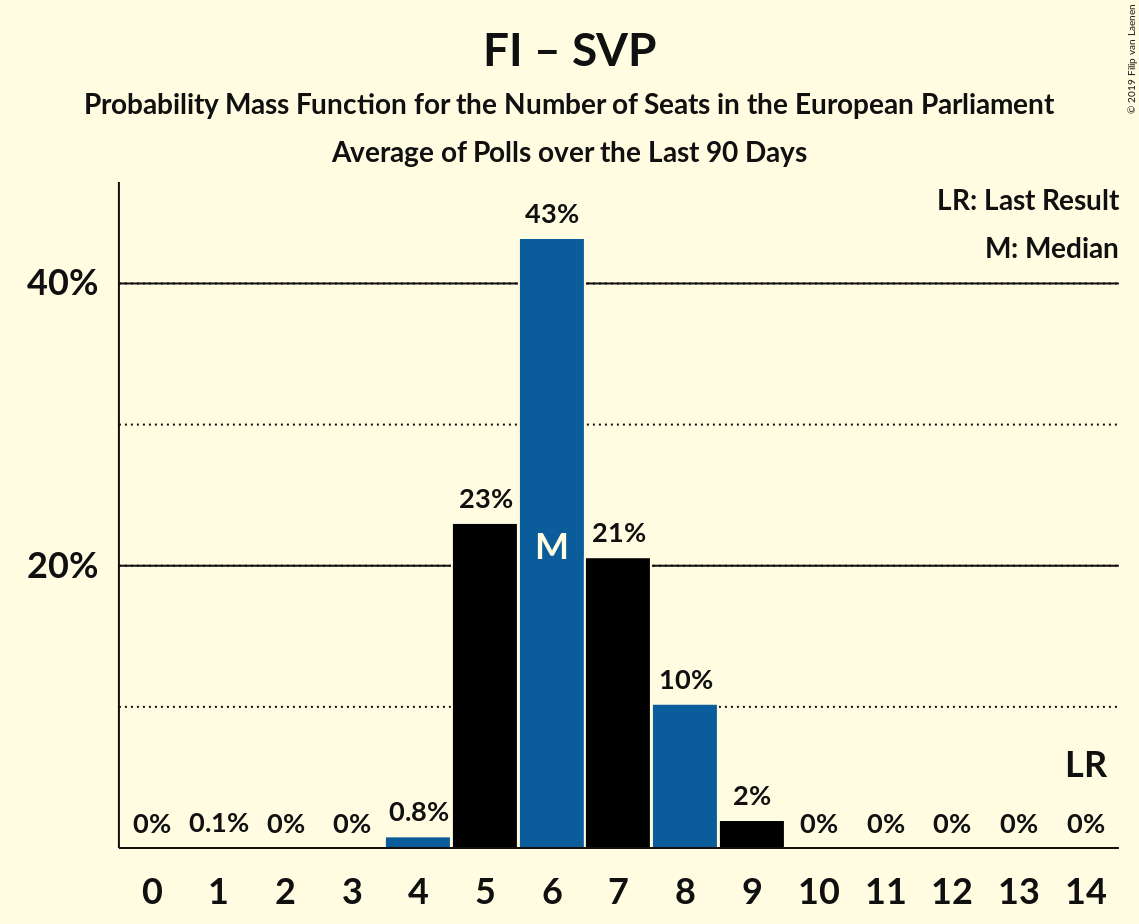 FI – SVP
Probability Mass Function for the Number of Seats in the European Parliament
Average of Polls over the Last 90 Days
© 2019 Filip van Laenen
LR: Last Result
M: Median
43%
40%
23%
M
21%
20%
10%
LR
0% 0.1% 0% 0% 0.8% 2% 0% 0% 0% 0% 0%
0 1 2 3 4 5 6 7 8 9 10 11 12 13 14